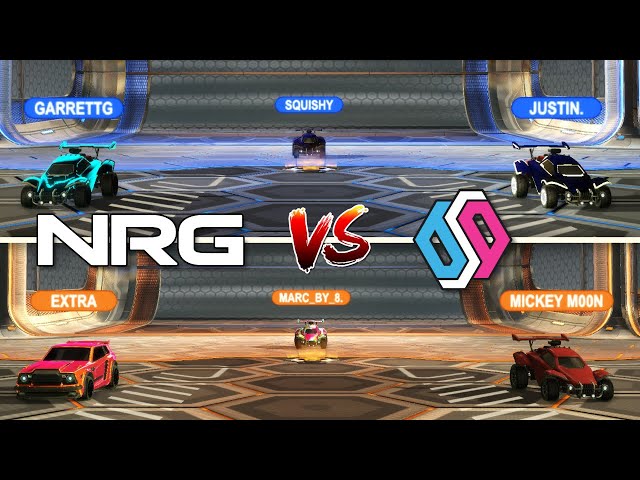 GARRETTG
SQUISHY
JUSTIN.
NRG VS
EXTRA
MARC_BY_8.
MICKEY M00N